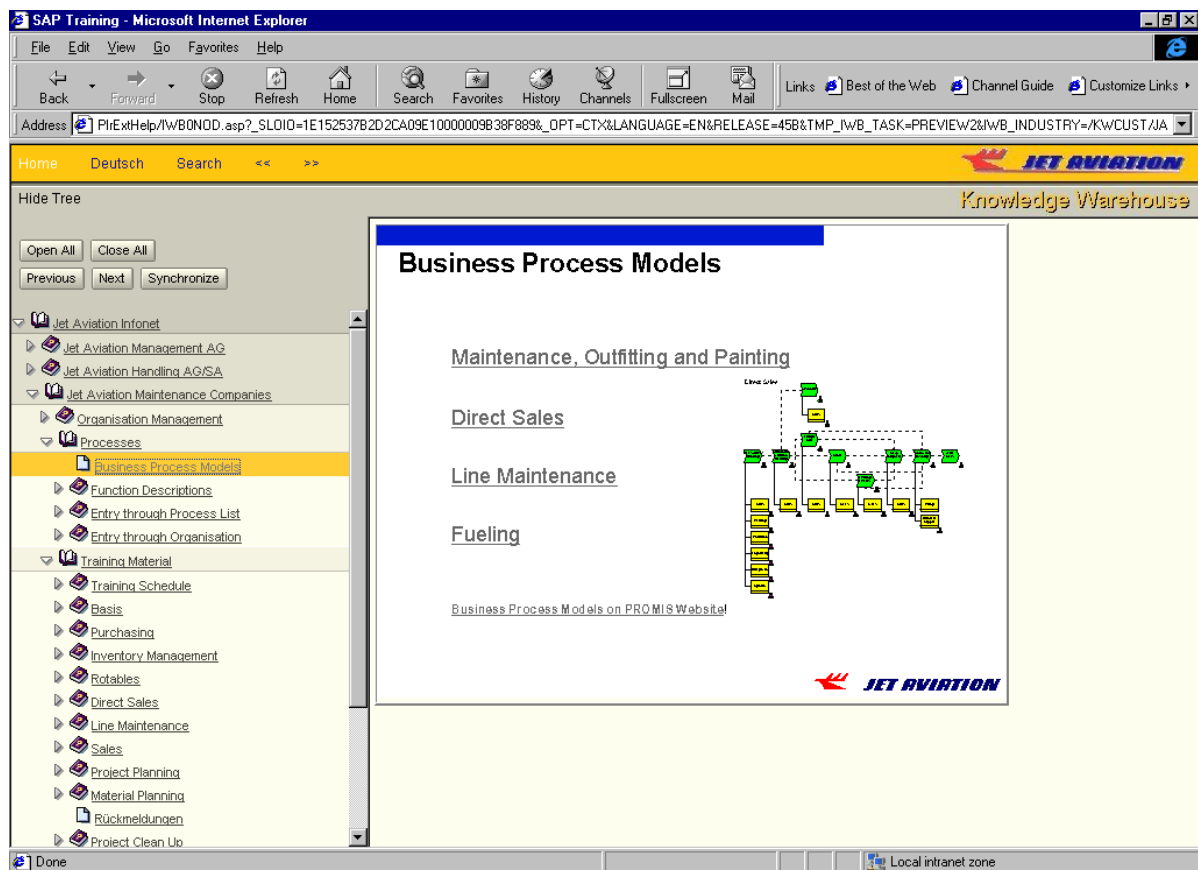 SAP Training - Microsoft Internet Explorer
File Edit View Go Favorites Help
Back Forward Stop Refresh Home Search Favorites History Channels Fullscreen Mail Links Best of the Web Channel Guide Customize Links
Address PlrExtHelp/IWB0NOD.asp?_SLOIO=1E152537B2D2CA09E10000009B38F889&_OPT=CTX&LANGUAGE=EN&RELEASE=45B&TMP_IWB_TASK=PREVIEW2&IWB_INDUSTRY=/KWCUST/JA
Home Deutsch Search << >> JET AVIATION
Hide Tree Knowledge Warehouse
Open All Close All
Previous Next Synchronize
Jet Aviation Infonet
Jet Aviation Management AG
Jet Aviation Handling AG/SA
Jet Aviation Maintenance Companies
Organisation Management
Processes
Business Process Models
Function Descriptions
Entry through Process List
Entry through Organisation
Training Material
Training Schedule
Basis
Purchasing
Inventory Management
Rotables
Direct Sales
Line Maintenance
Sales
Project Planning
Material Planning
Rückmeldungen
Project Clean Up
Business Process Models
Maintenance, Outfitting and Painting
Direct Sales
Direct Sales
Line Maintenance
Fueling
Business Process Models on PROMIS Website!
JET AVIATION
Done Local intranet zone